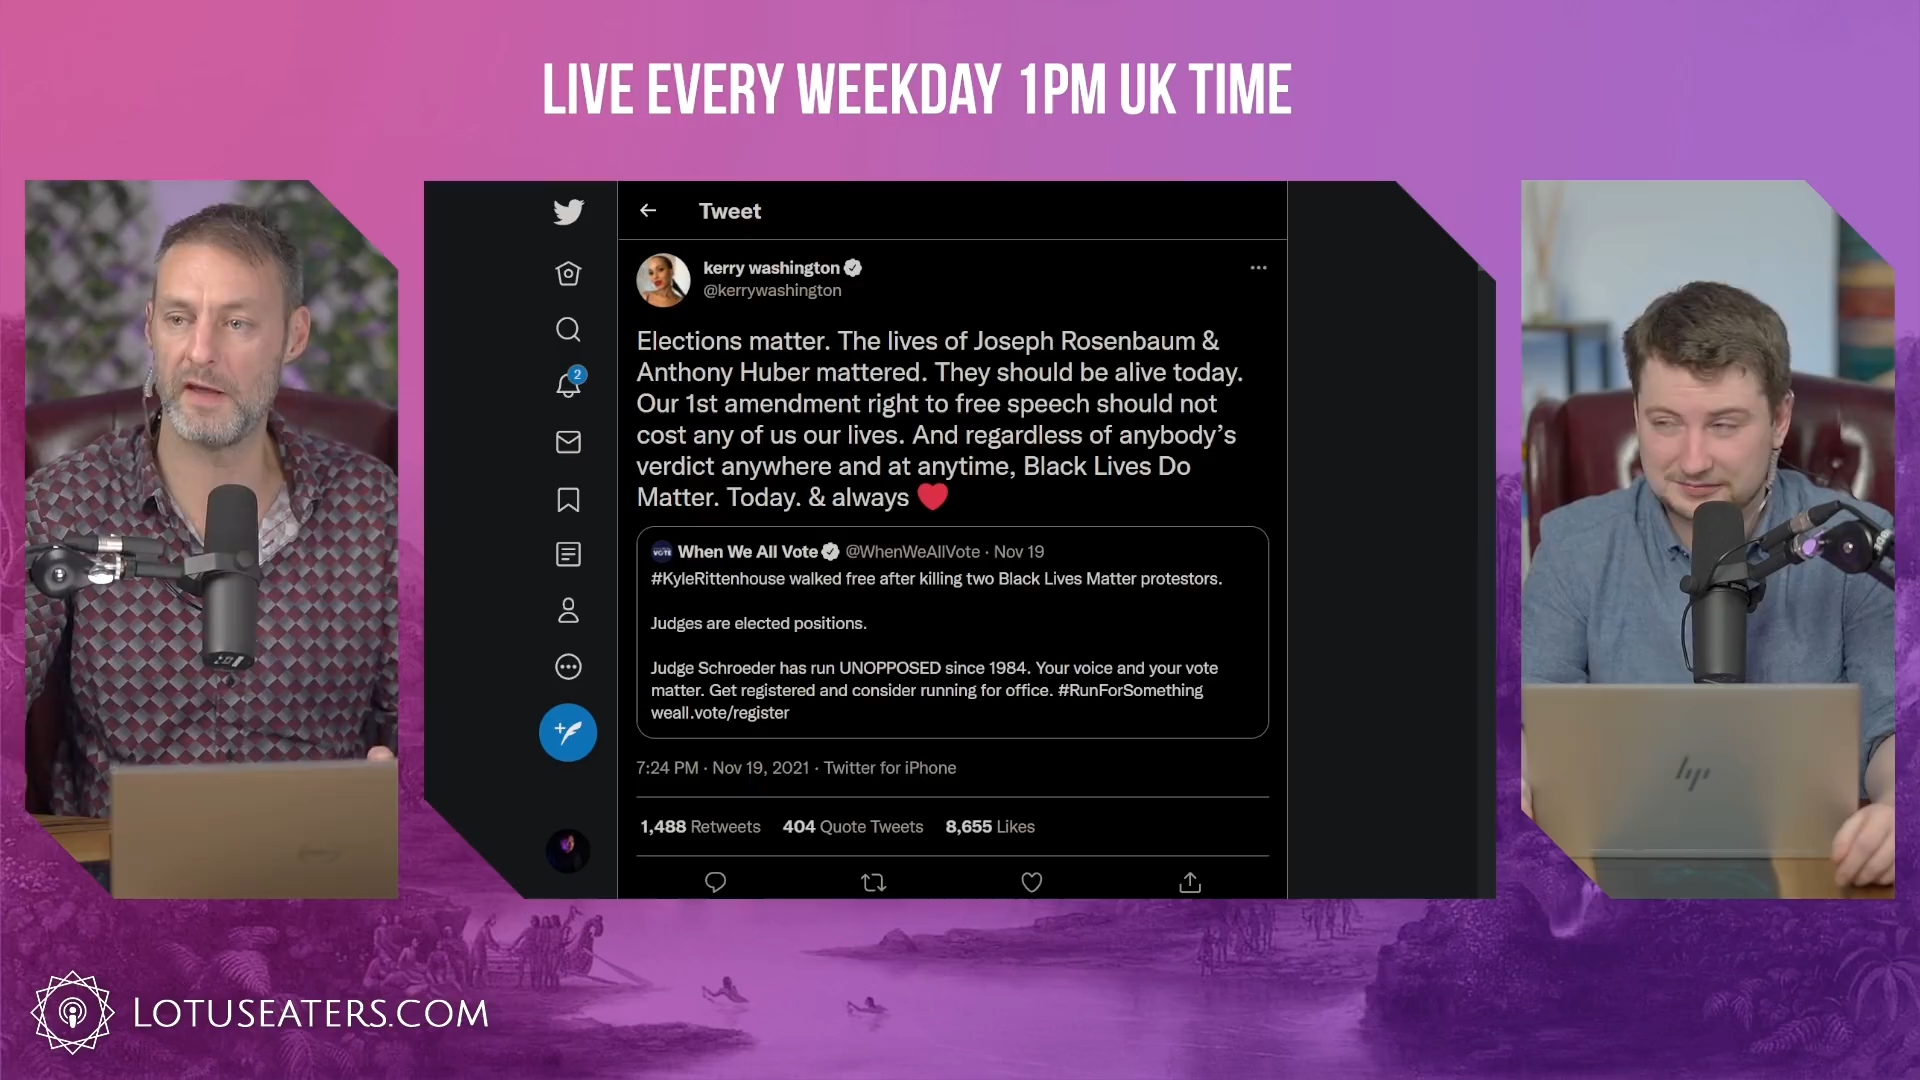 LIVE EVERY WEEKDAY 1PM UK TIME
Tweet
kerry washington
@kerrywashington
Elections matter. The lives of Joseph Rosenbaum &
Anthony Huber mattered. They should be alive today.
Our 1st amendment right to free speech should not
cost any of us our lives. And regardless of anybody’s
verdict anywhere and at anytime, Black Lives Do
Matter. Today. & always ❤️
VOTE When We All Vote @WhenWeAllVote · Nov 19
#KyleRittenhouse walked free after killing two Black Lives Matter protestors.
Judges are elected positions.
Judge Schroeder has run UNOPPOSED since 1984. Your voice and your vote
matter. Get registered and consider running for office. #RunForSomething
weall.vote/register
7:24 PM · Nov 19, 2021 · Twitter for iPhone
1,488 Retweets 404 Quote Tweets 8,655 Likes
2
hp
LOTUSEATERS.COM